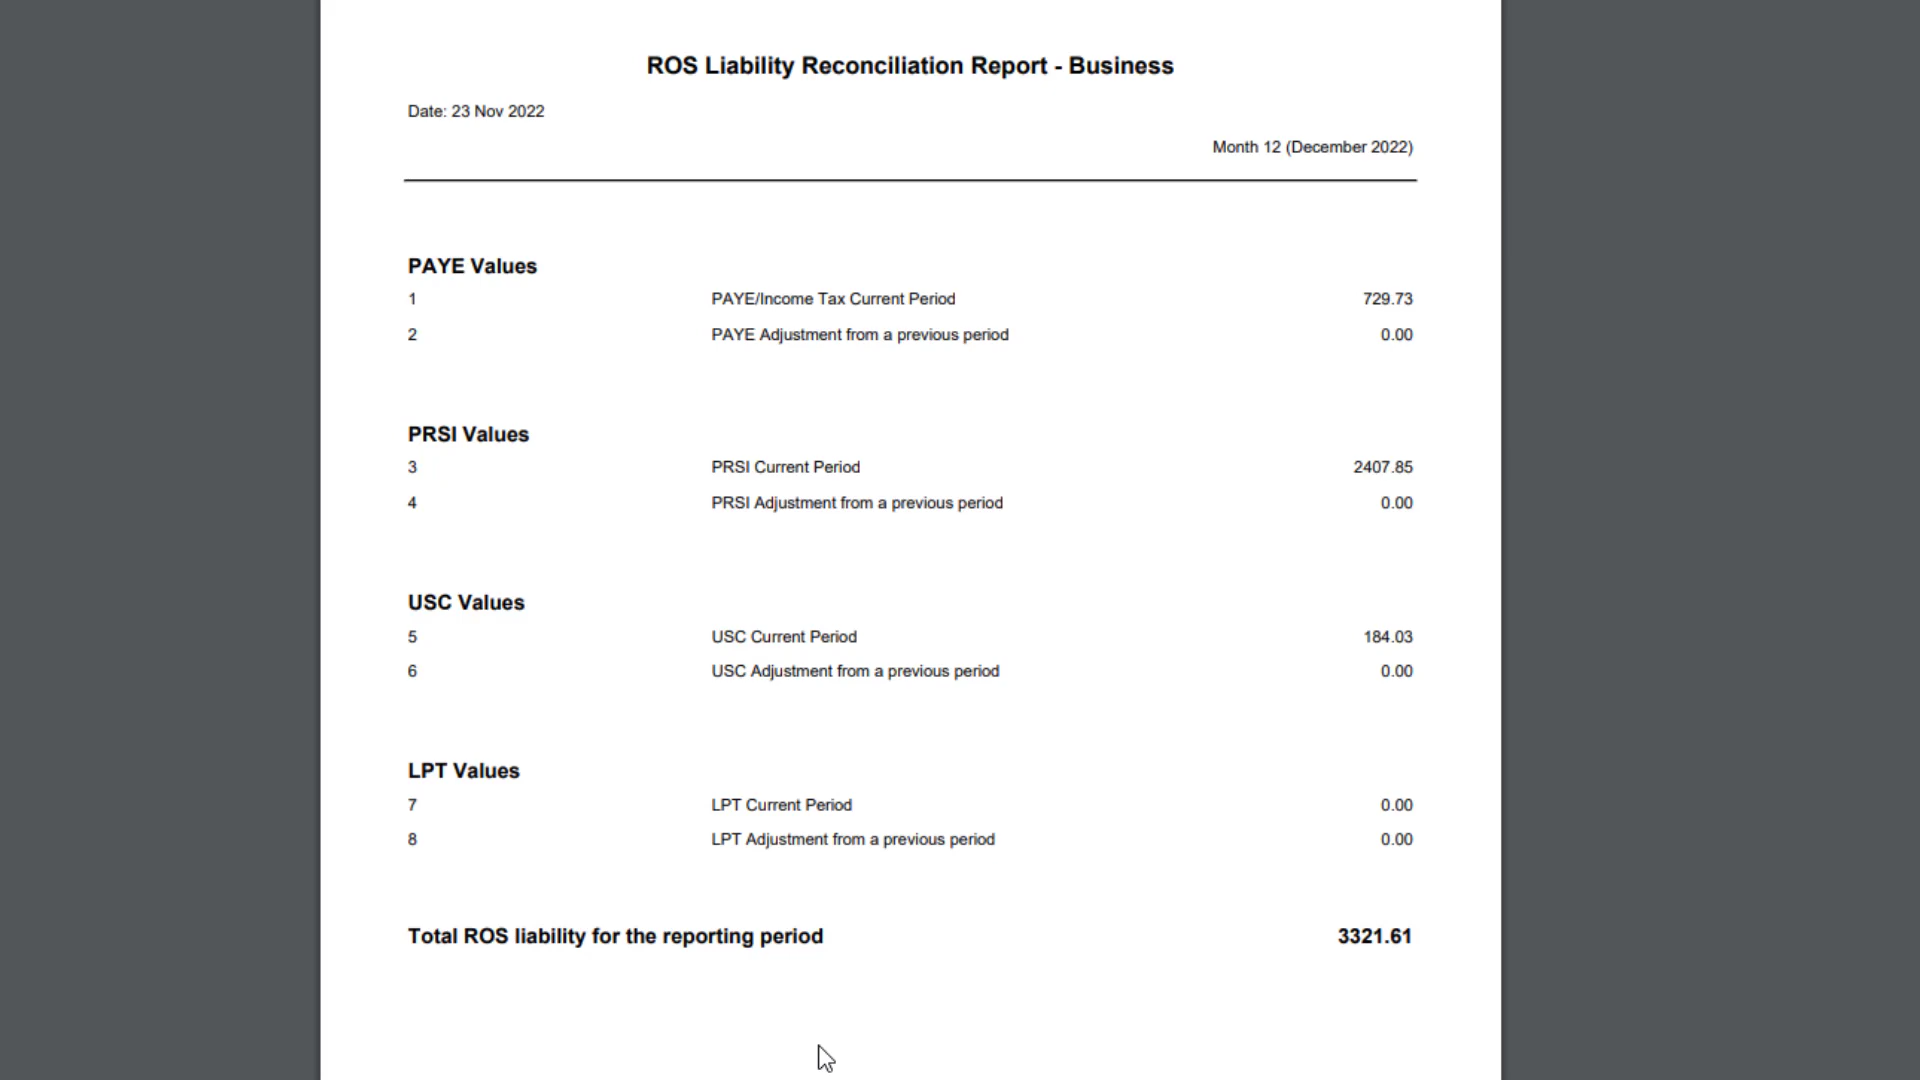 ROS Liability Reconciliation Report - Business
Date: 23 Nov 2022
Month 12 (December 2022)
PAYE Values
1 PAYE/Income Tax Current Period 729.73
2 PAYE Adjustment from a previous period 0.00
PRSI Values
3 PRSI Current Period 2407.85
4 PRSI Adjustment from a previous period 0.00
USC Values
5 USC Current Period 184.03
6 USC Adjustment from a previous period 0.00
LPT Values
7 LPT Current Period 0.00
8 LPT Adjustment from a previous period 0.00
Total ROS liability for the reporting period 3321.61